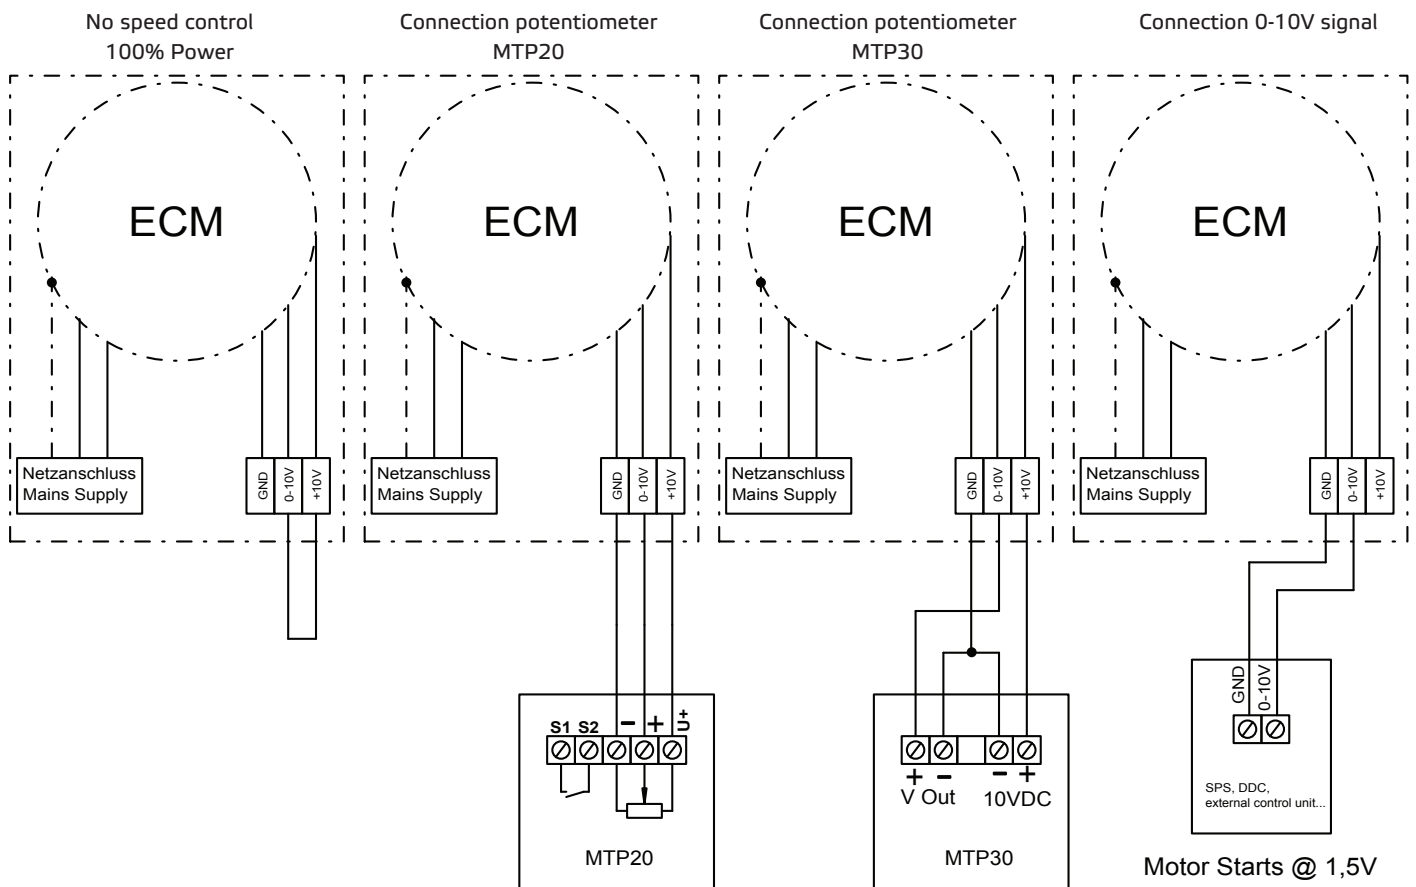 No speed control
100% Power
Connection potentiometer
MTP20
Connection potentiometer
MTP30
Connection 0-10V signal
ECM
ECM
ECM
ECM
Netzanschluss
Mains Supply
GND
0-10V
+10V
Netzanschluss
Mains Supply
GND
0-10V
+10V
Netzanschluss
Mains Supply
GND
0-10V
+10V
Netzanschluss
Mains Supply
GND
0-10V
+10V
S1 S2 − + U+
MTP20
+ − − +
V Out 10VDC
MTP30
GND
0-10V
SPS, DDC,
external control unit...
Motor Starts @ 1,5V